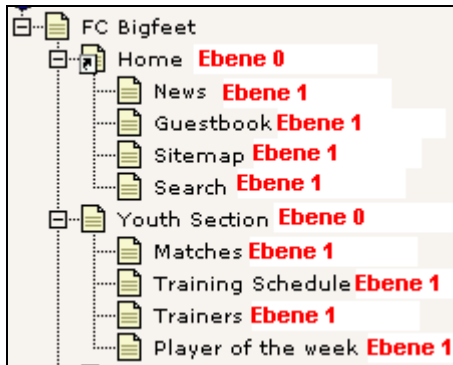 FC Bigfeet
Home Ebene 0
News Ebene 1
Guestbook Ebene 1
Sitemap Ebene 1
Search Ebene 1
Youth Section Ebene 0
Matches Ebene 1
Training Schedule Ebene 1
Trainers Ebene 1
Player of the week Ebene 1